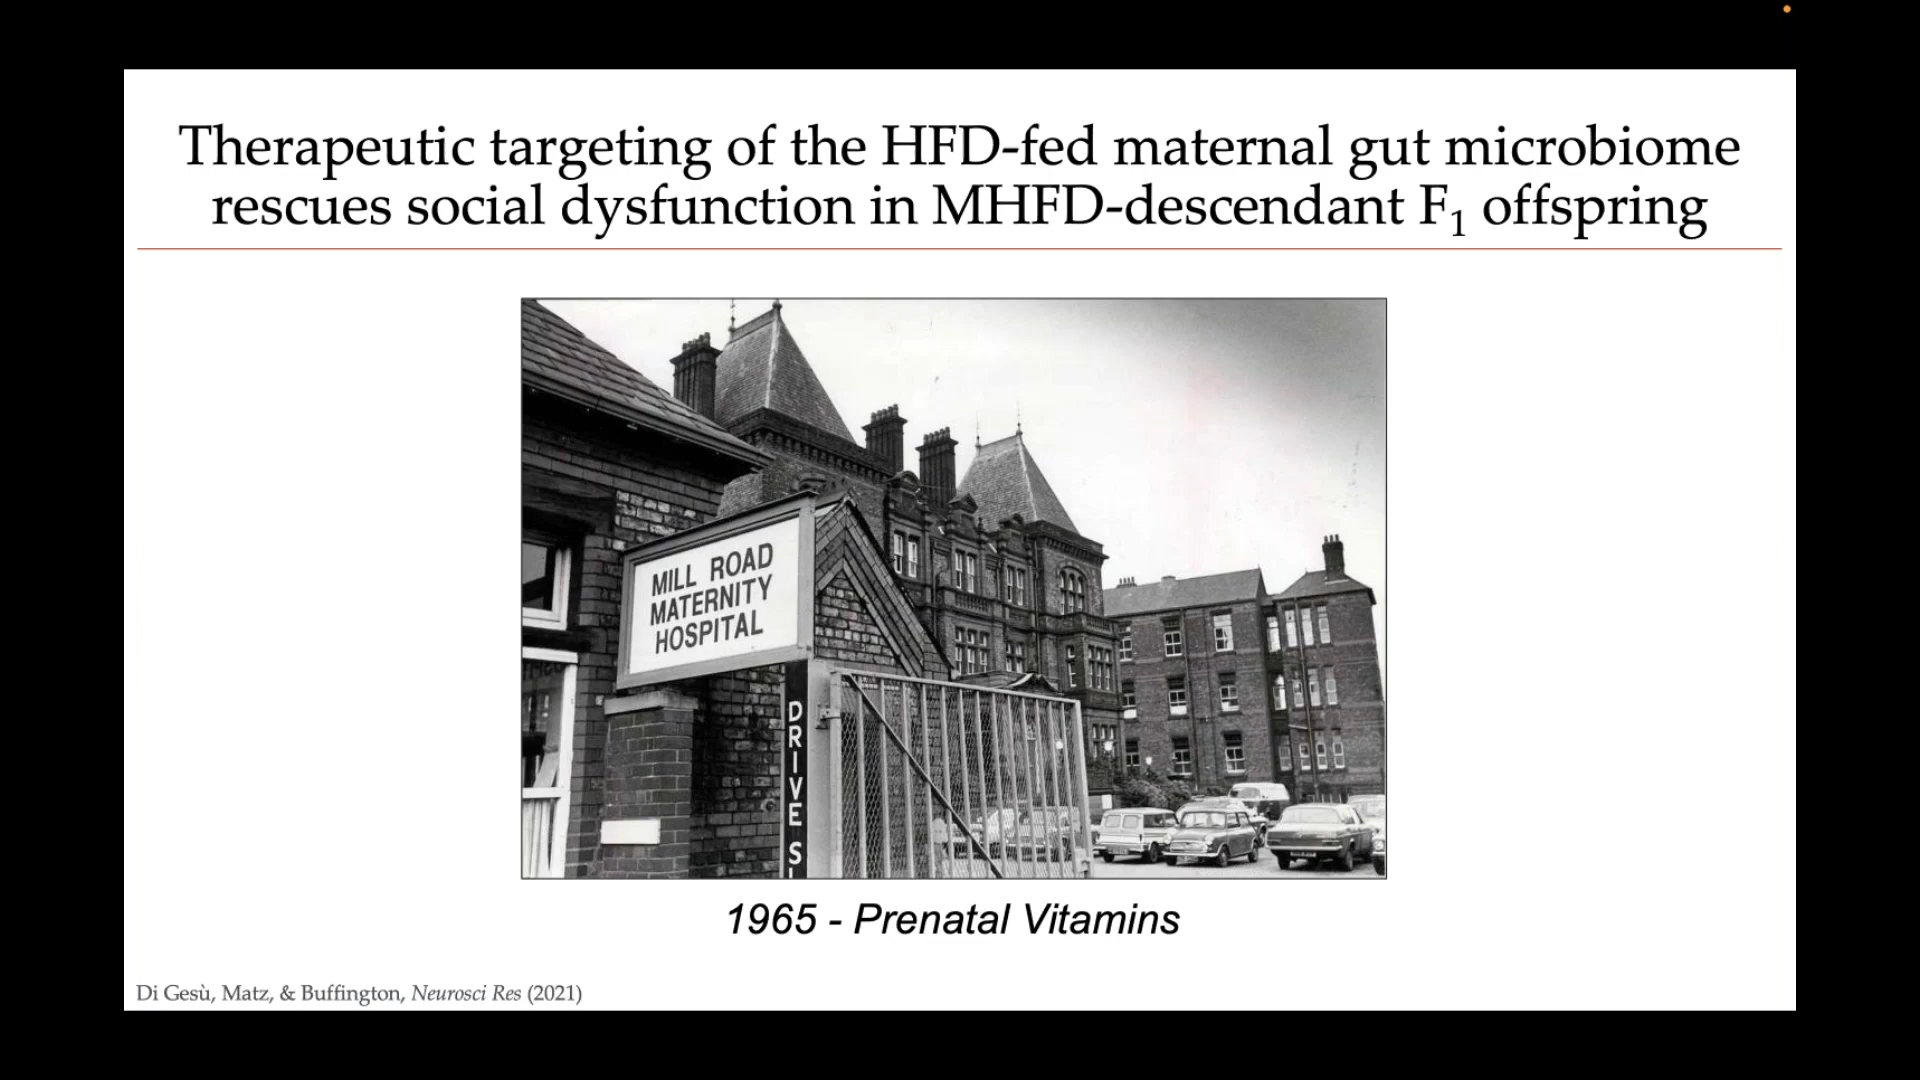 Therapeutic targeting of the HFD-fed maternal gut microbiome
rescues social dysfunction in MHFD-descendant F₁ offspring
MILL ROAD
MATERNITY
HOSPITAL
DRIVE
1965 - Prenatal Vitamins
Di Gesù, Matz, & Buffington, Neurosci Res (2021)